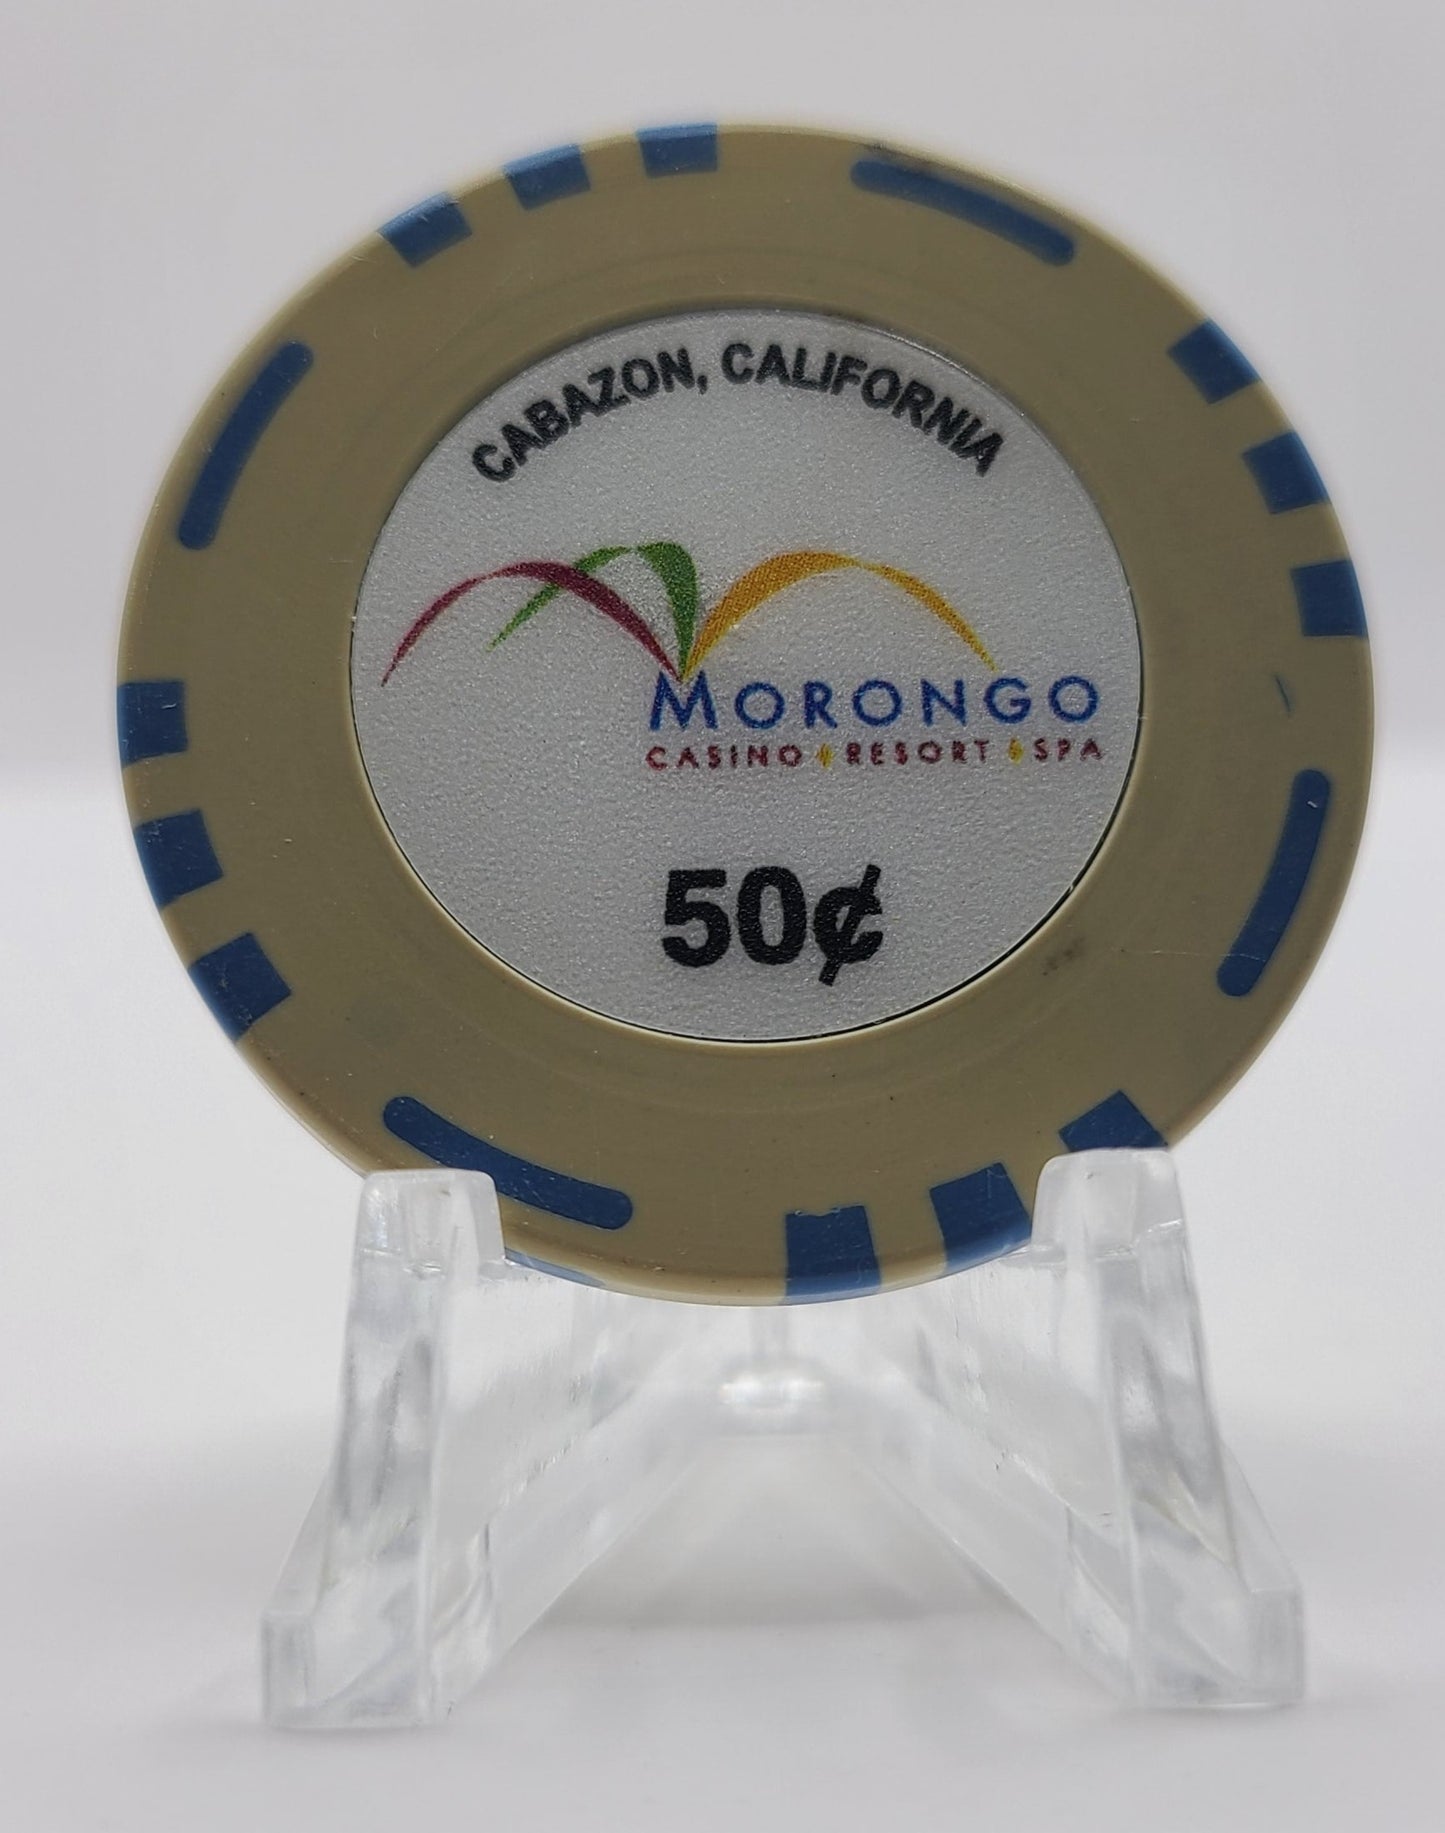 CABAZON, CALIFORNIA
MORONGO
CASINO RESORT SPA
50¢